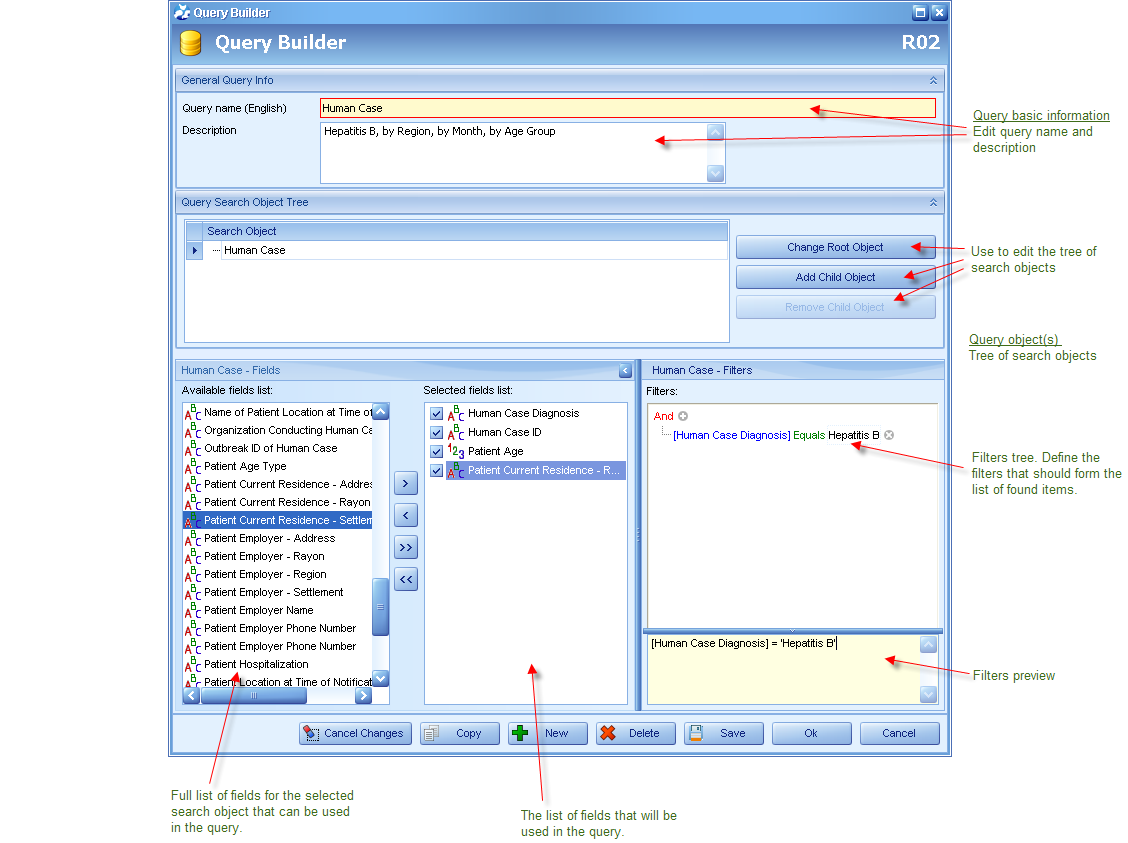 Query Builder
Query Builder
R02
General Query Info
Query name (English)
Human Case
Description
Hepatitis B, by Region, by Month, by Age Group
Query basic information
Edit query name and
description
Query Search Object Tree
Search Object
Human Case
Change Root Object
Add Child Object
Remove Child Object
Use to edit the tree of
search objects
Query object(s)
Tree of search objects
Human Case - Fields
Available fields list:
Name of Patient Location at Time of
Organization Conducting Human Ca
Outbreak ID of Human Case
Patient Age Type
Patient Current Residence - Addres
Patient Current Residence - Rayon
Patient Current Residence - Settlem
Patient Employer - Address
Patient Employer - Rayon
Patient Employer - Region
Patient Employer - Settlement
Patient Employer Name
Patient Employer Phone Number
Patient Employer Phone Number
Patient Hospitalization
Patient Location at Time of Notificat
>
<
>>
<<
Selected fields list:
Human Case Diagnosis
Human Case ID
Patient Age
Patient Current Residence - R...
Human Case - Filters
Filters:
And
[Human Case Diagnosis] Equals Hepatitis B
Filters tree. Define the
filters that should form the
list of found items.
[Human Case Diagnosis] = 'Hepatitis B'
Filters preview
Cancel Changes
Copy
New
Delete
Save
Ok
Cancel
Full list of fields for the selected
search object that can be used
in the query.
The list of fields that will be
used in the query.